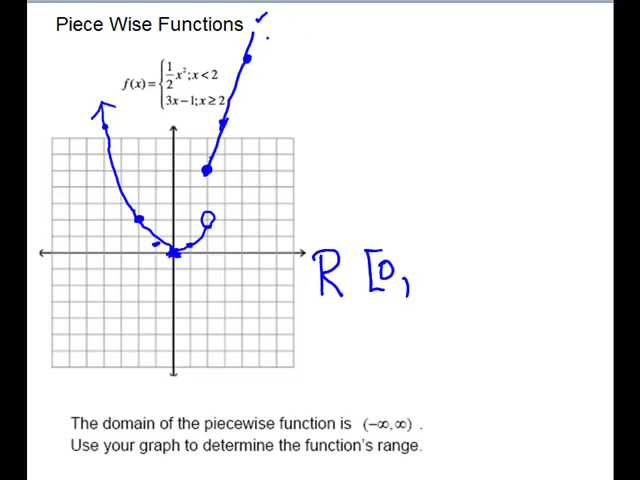 Piece Wise Functions
f(x) = { 1/2 x²; x < 2
3x − 1; x ≥ 2
R [0,
The domain of the piecewise function is (−∞, ∞) .
Use your graph to determine the function's range.